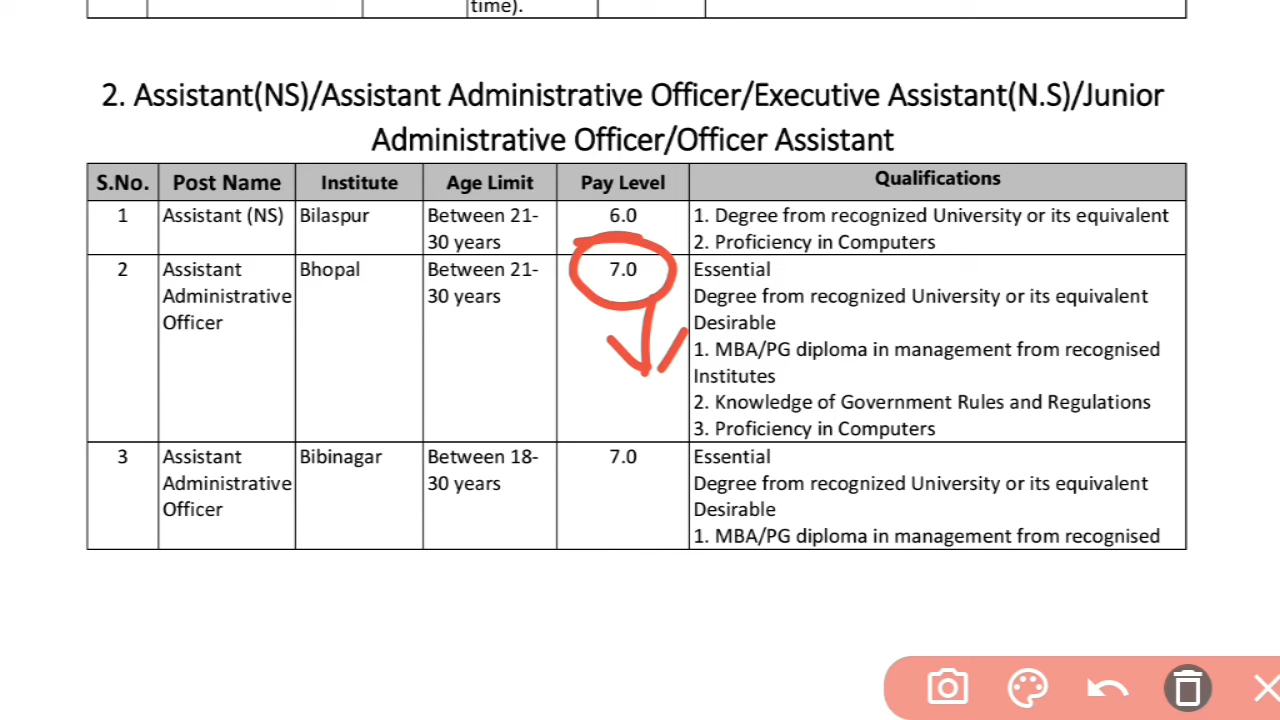 time).
2. Assistant(NS)/Assistant Administrative Officer/Executive Assistant(N.S)/Junior
Administrative Officer/Officer Assistant
S.No. Post Name Institute Age Limit Pay Level Qualifications
1 Assistant (NS) Bilaspur Between 21- 6.0 1. Degree from recognized University or its equivalent
30 years 2. Proficiency in Computers
2 Assistant Bhopal Between 21- 7.0 Essential
Administrative 30 years Degree from recognized University or its equivalent
Officer Desirable
1. MBA/PG diploma in management from recognised
Institutes
2. Knowledge of Government Rules and Regulations
3. Proficiency in Computers
3 Assistant Bibinagar Between 18- 7.0 Essential
Administrative 30 years Degree from recognized University or its equivalent
Officer Desirable
1. MBA/PG diploma in management from recognised